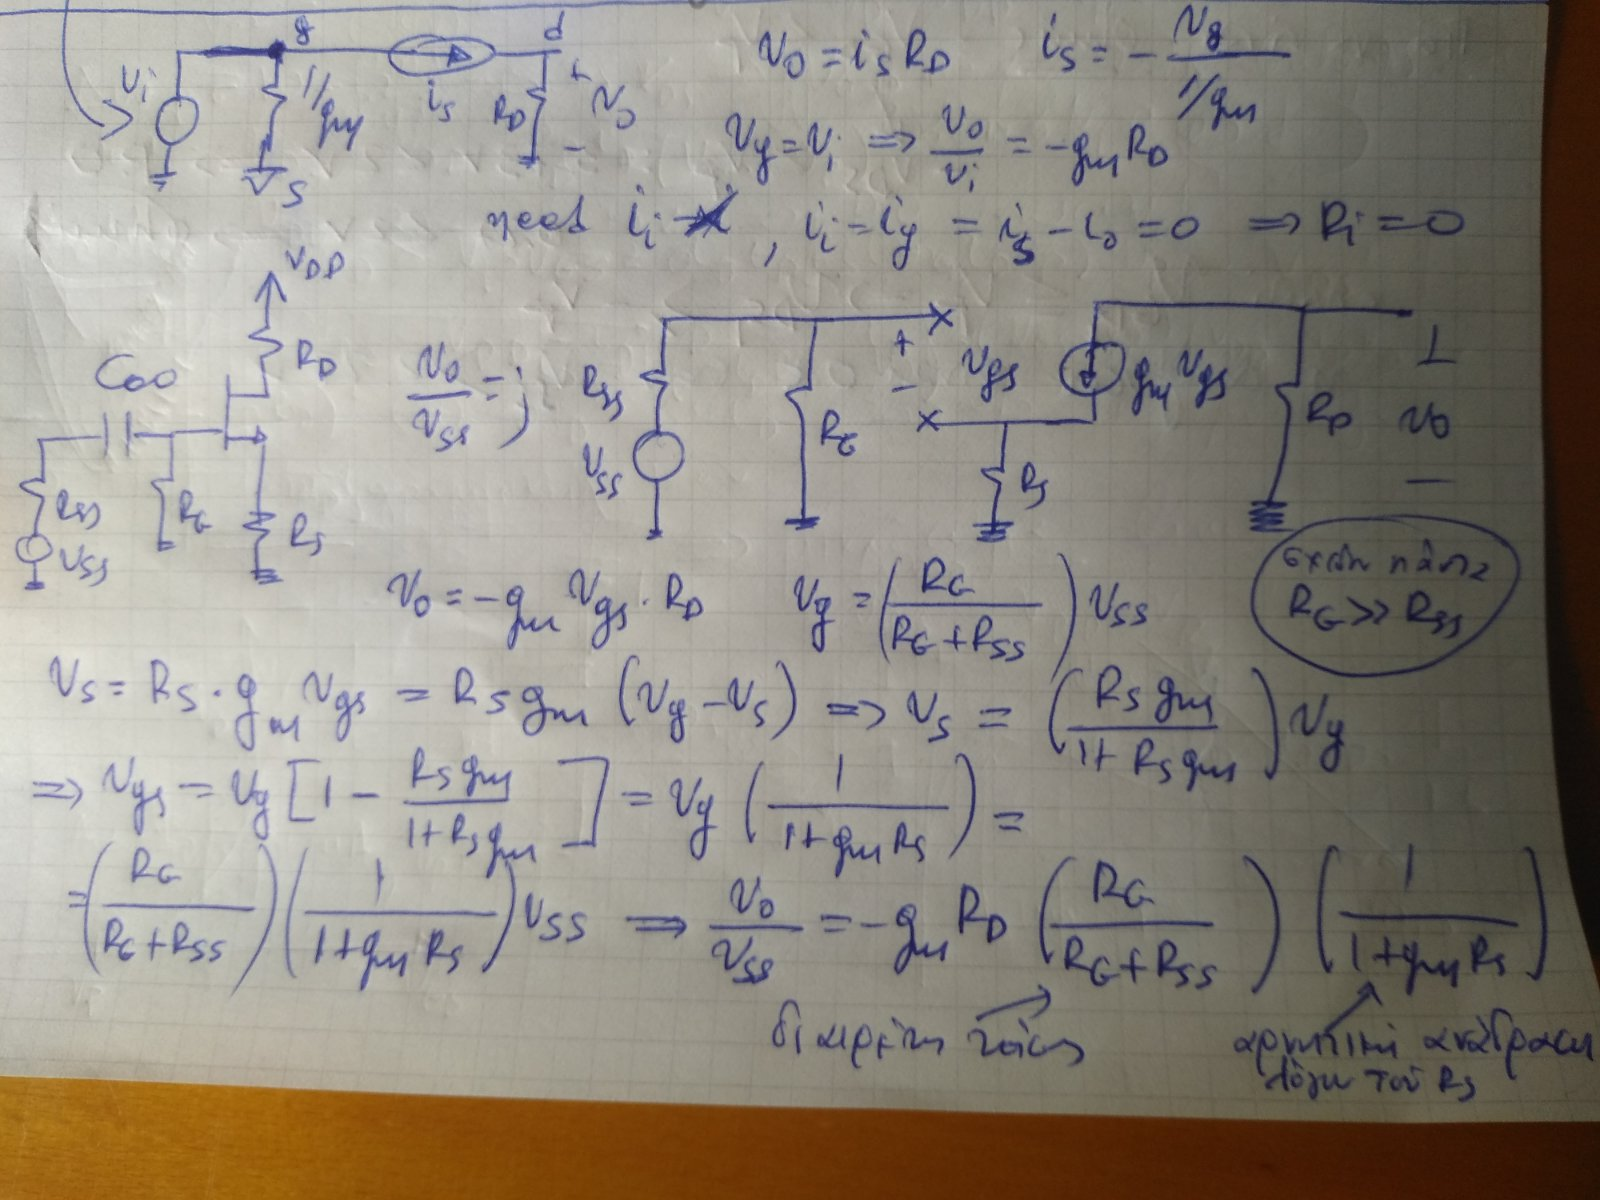 g d
v_i 1/g_m i_s R_D + v_o −
S
v_o = i_s R_D i_s = − v_g / (1/g_m)
v_g = v_i ⇒ v_o/v_i = −g_m R_D
i_i , i_i = i_g = i_s − i_o = 0 ⇒ R_i = 0
V_DD
R_D
C∞
R_ss R_G R_s
v_ss
v_o/v_ss = ;
R_ss v_ss R_G + − v_gs g_m v_gs R_s R_D ⊥ v_o −
R_G >> R_ss
v_o = −g_m v_gs · R_D v_g = (R_G / (R_G + R_SS)) v_SS
v_s = R_s · g_m v_gs = R_s g_m (v_g − v_s) ⇒ v_s = (R_s g_m / (1 + R_s g_m)) v_g
⇒ v_gs = v_g [1 − R_s g_m / (1 + R_s g_m)] = v_g (1 / (1 + g_m R_s)) =
= (R_G / (R_G + R_SS)) (1 / (1 + g_m R_s)) v_SS ⇒ v_o/v_ss = −g_m R_D (R_G / (R_G + R_SS)) (1 / (1 + g_m R_s))
διαιρέτη τάσης αρνητική ανάδραση
λόγω του R_s